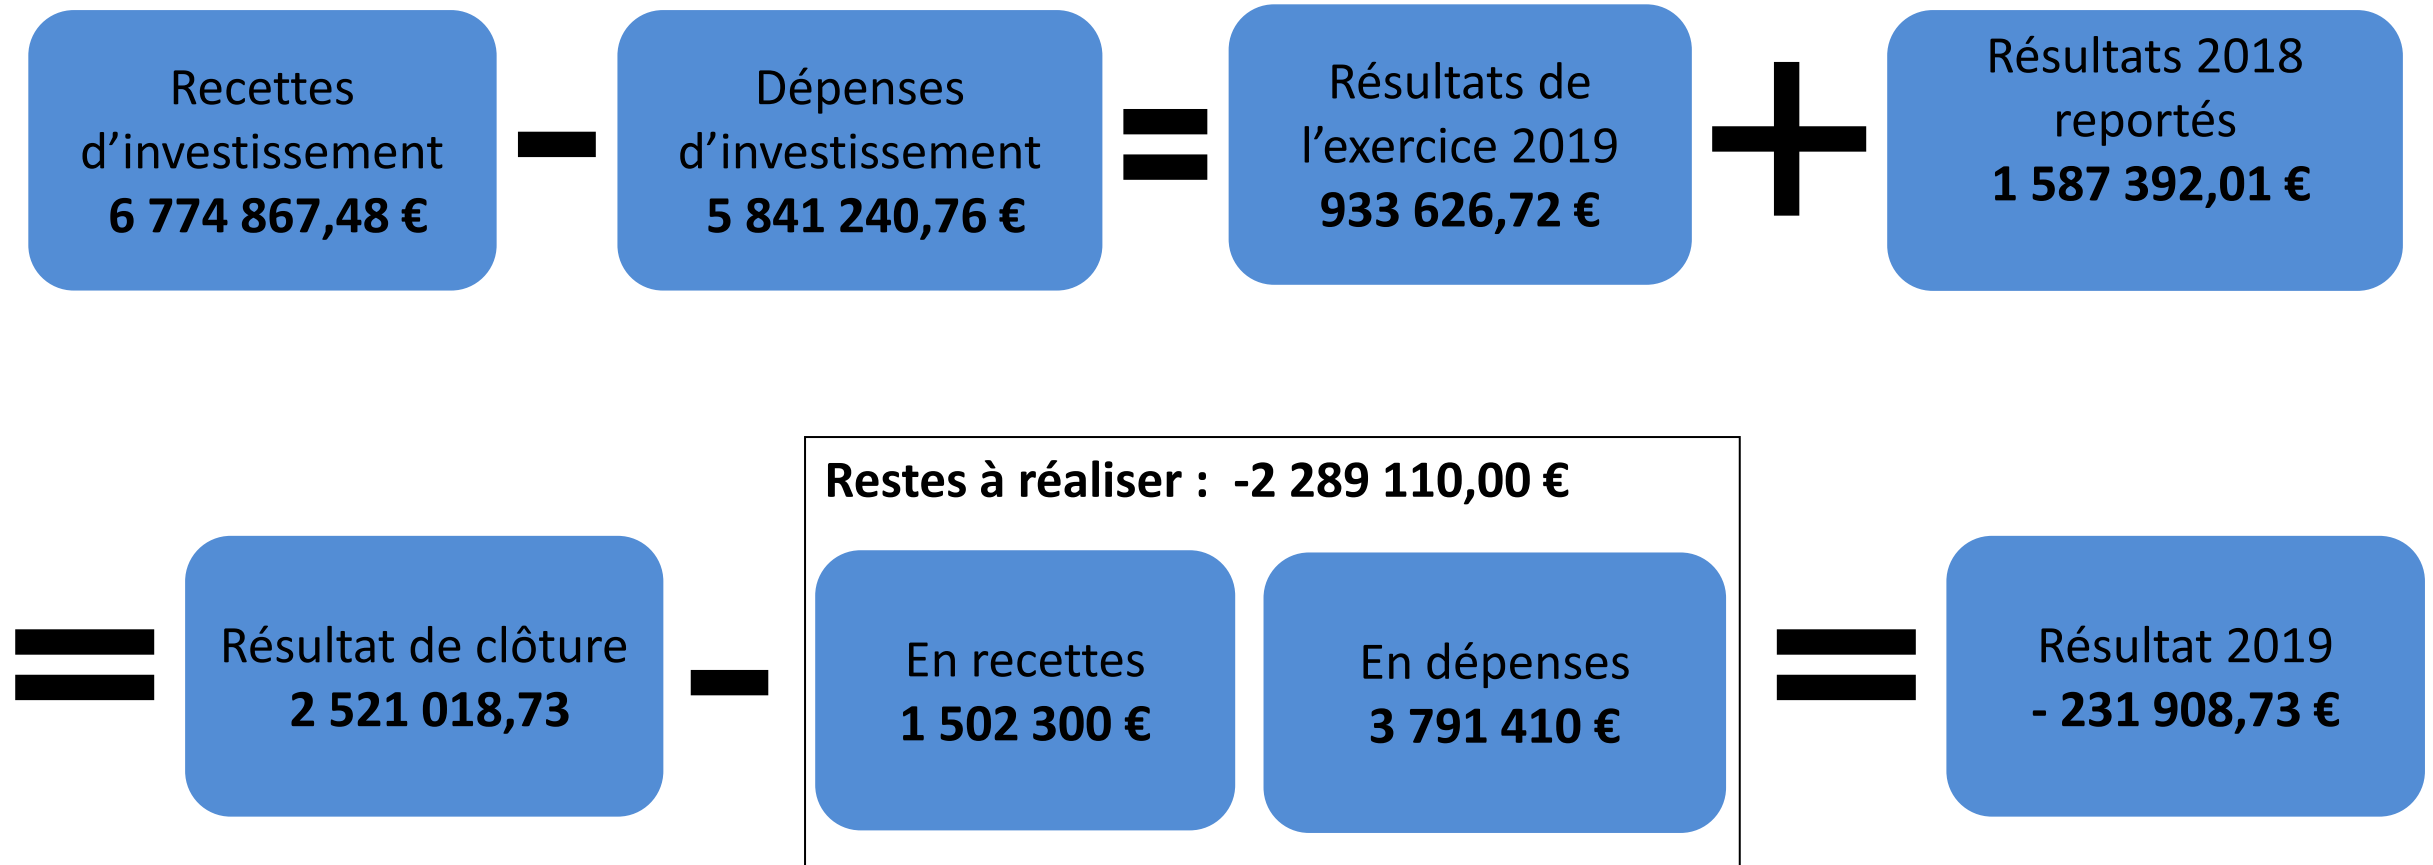 Recettes
d’investissement
6 774 867,48 €
Dépenses
d’investissement
5 841 240,76 €
Résultats de
l’exercice 2019
933 626,72 €
Résultats 2018
reportés
1 587 392,01 €
Résultat de clôture
2 521 018,73
Restes à réaliser :  -2 289 110,00 €
En recettes
1 502 300 €
En dépenses
3 791 410 €
Résultat 2019
- 231 908,73 €